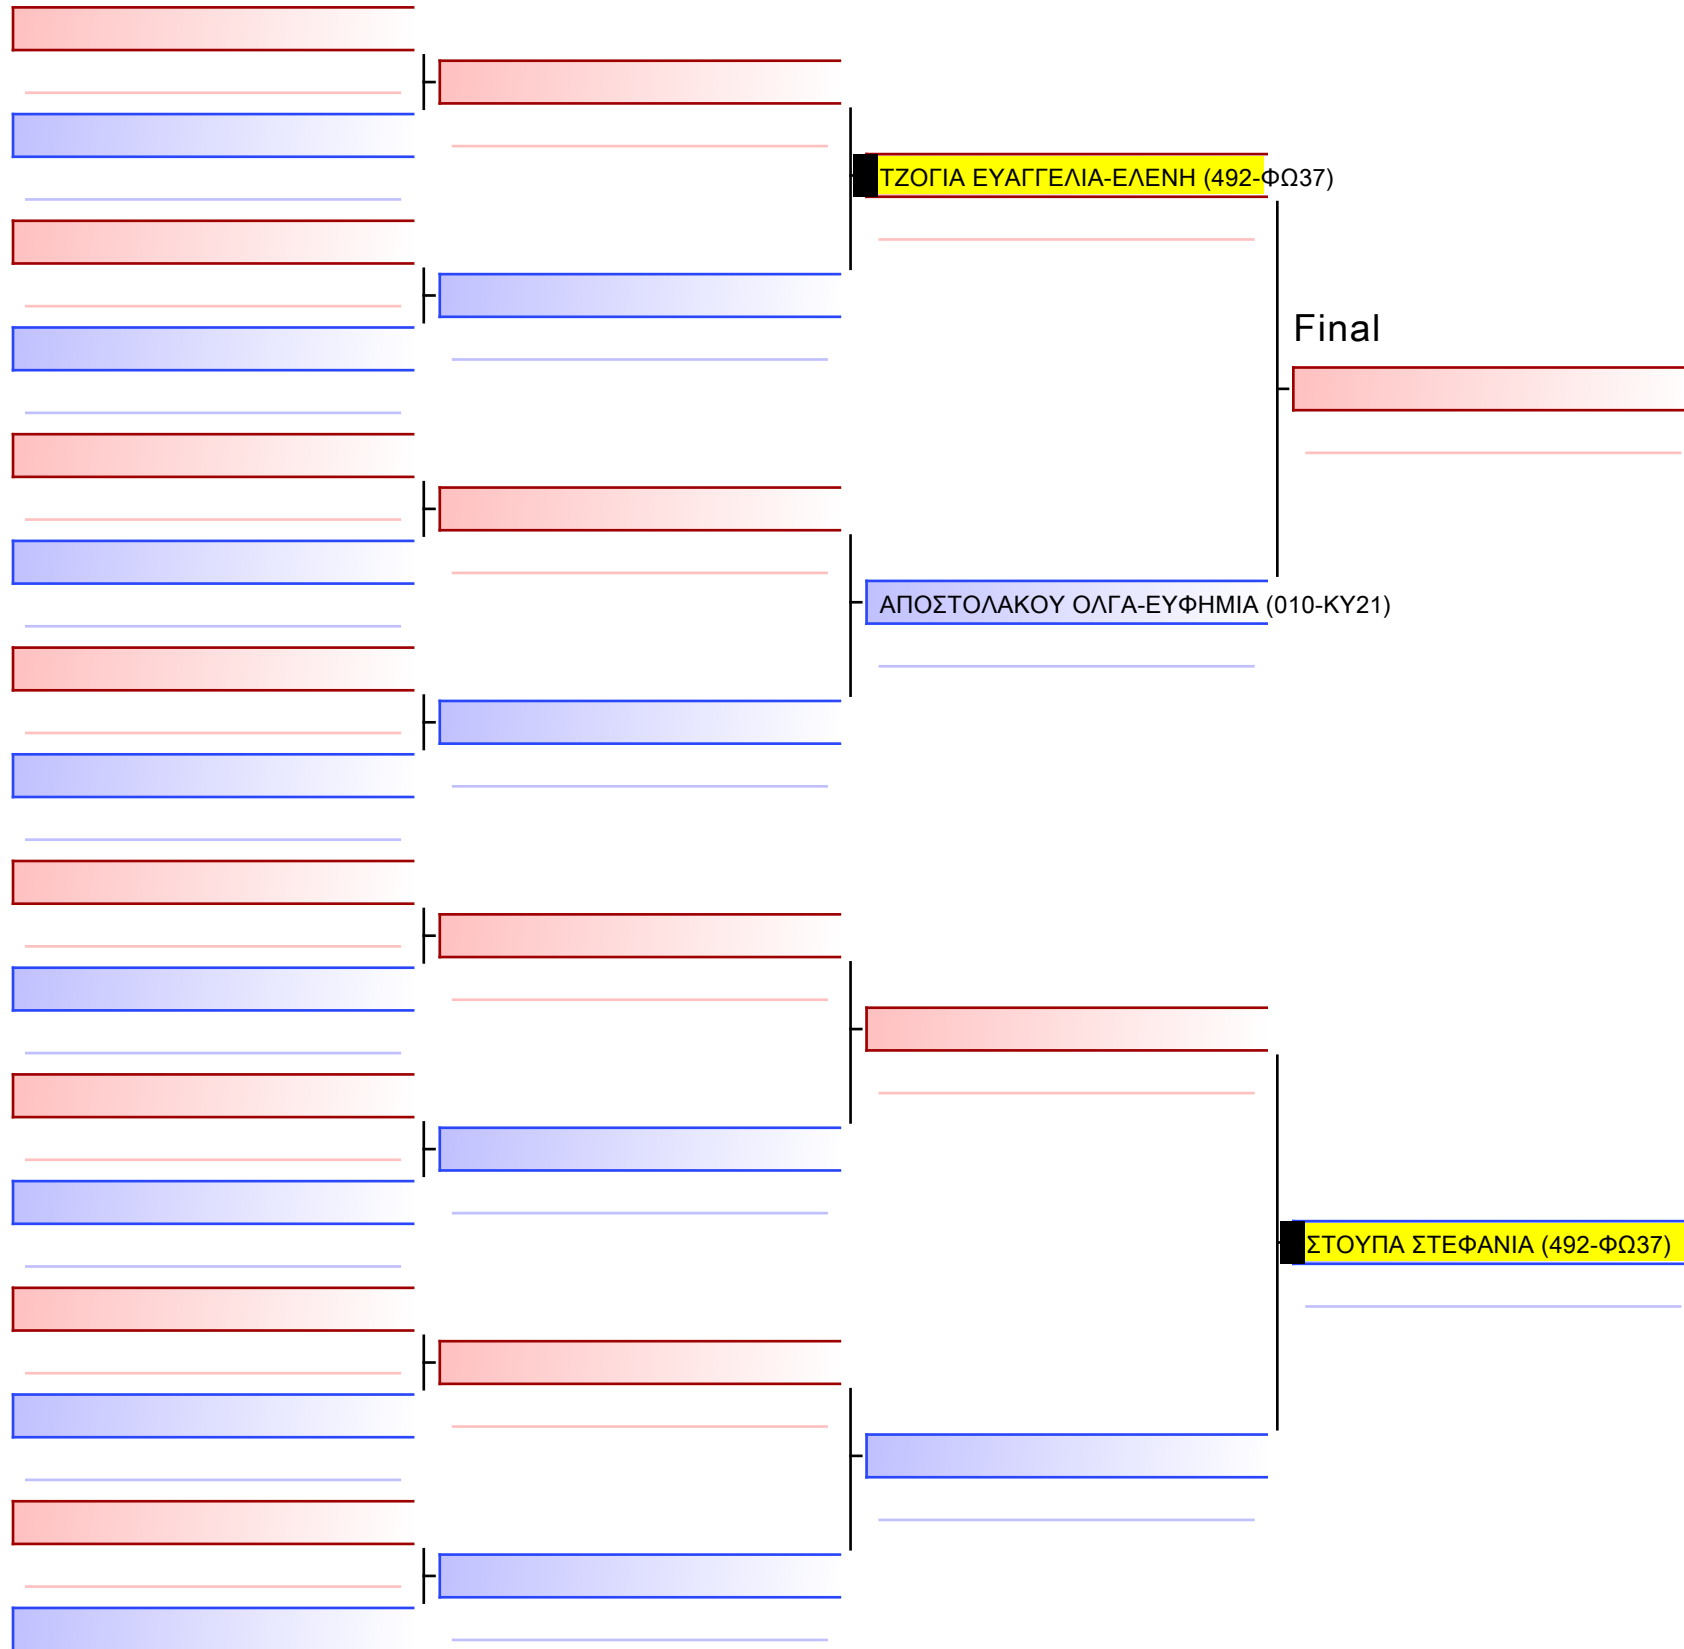 ΤΖΟΓΙΑ ΕΥΑΓΓΕΛΙΑ-ΕΛΕΝΗ (492-ΦΩ37)
Final
ΑΠΟΣΤΟΛΑΚΟΥ ΟΛΓΑ-ΕΥΦΗΜΙΑ (010-ΚΥ21)
ΣΤΟΥΠΑ ΣΤΕΦΑΝΙΑ (492-ΦΩ37)